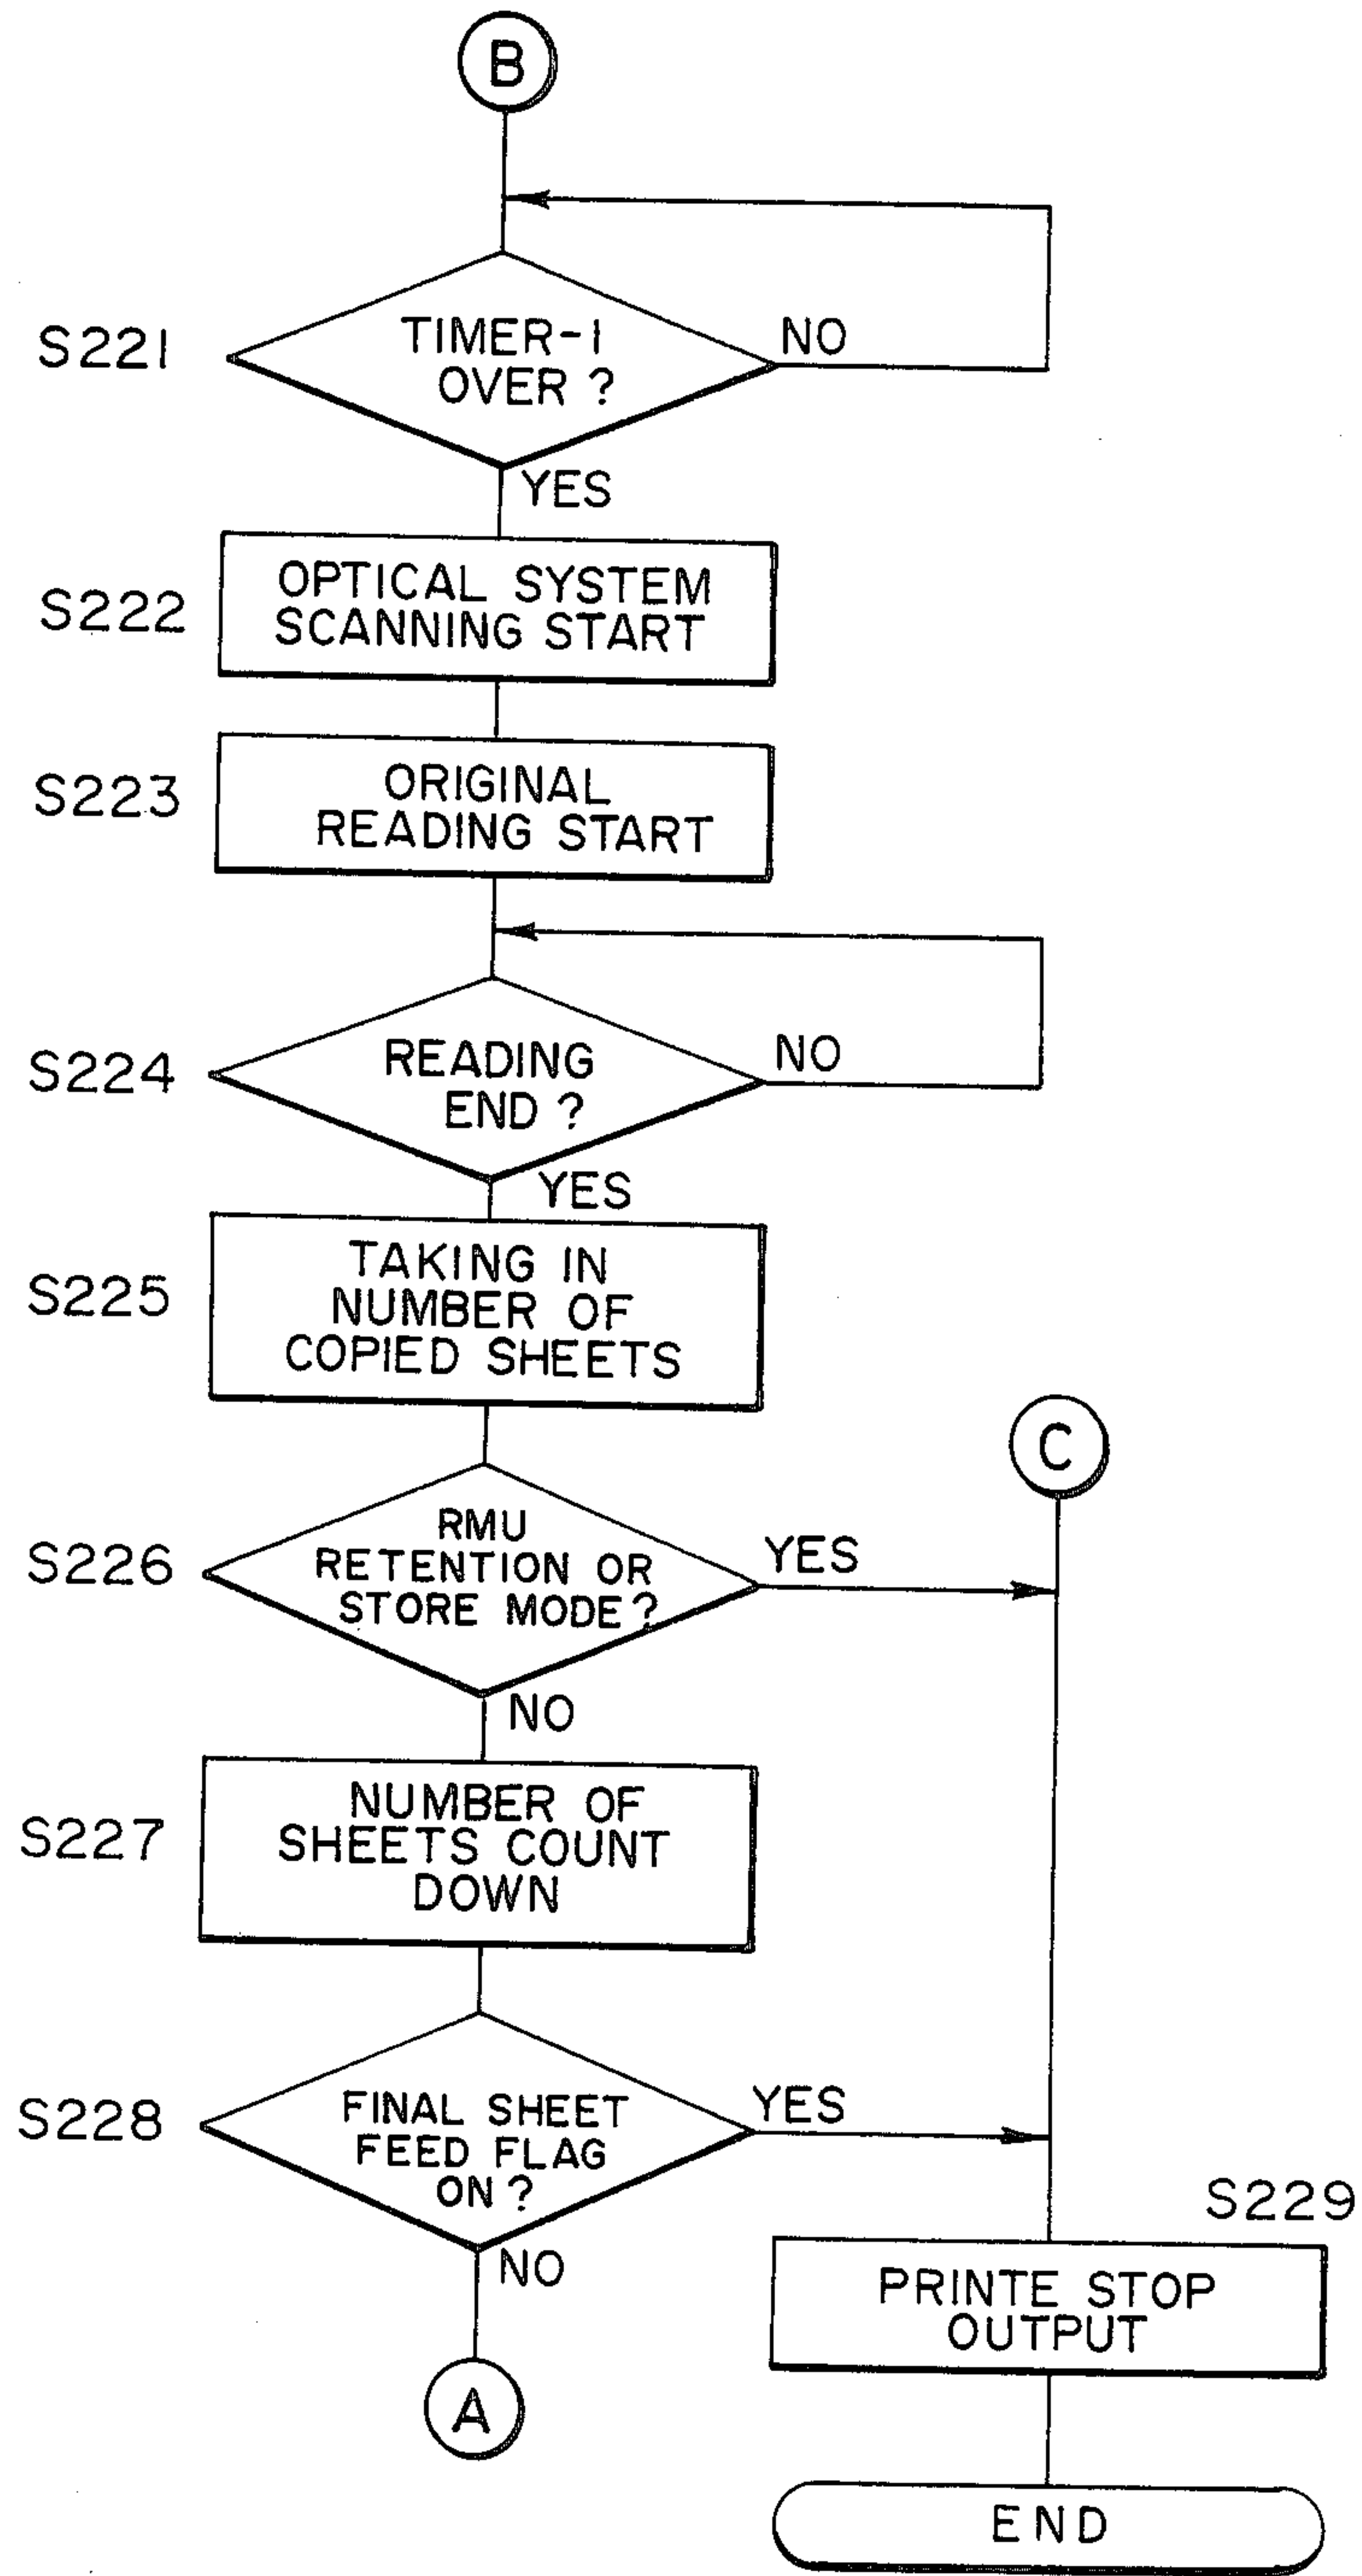 B
S221
TIMER-1
OVER ?
NO
YES
S222
OPTICAL SYSTEM
SCANNING START
S223
ORIGINAL
READING START
S224
READING
END ?
NO
YES
S225
TAKING IN
NUMBER OF
COPIED SHEETS
C
S226
RMU
RETENTION OR
STORE MODE ?
YES
NO
S227
NUMBER OF
SHEETS COUNT
DOWN
S228
FINAL SHEET
FEED FLAG
ON ?
YES
NO
S229
PRINTE STOP
OUTPUT
A
END